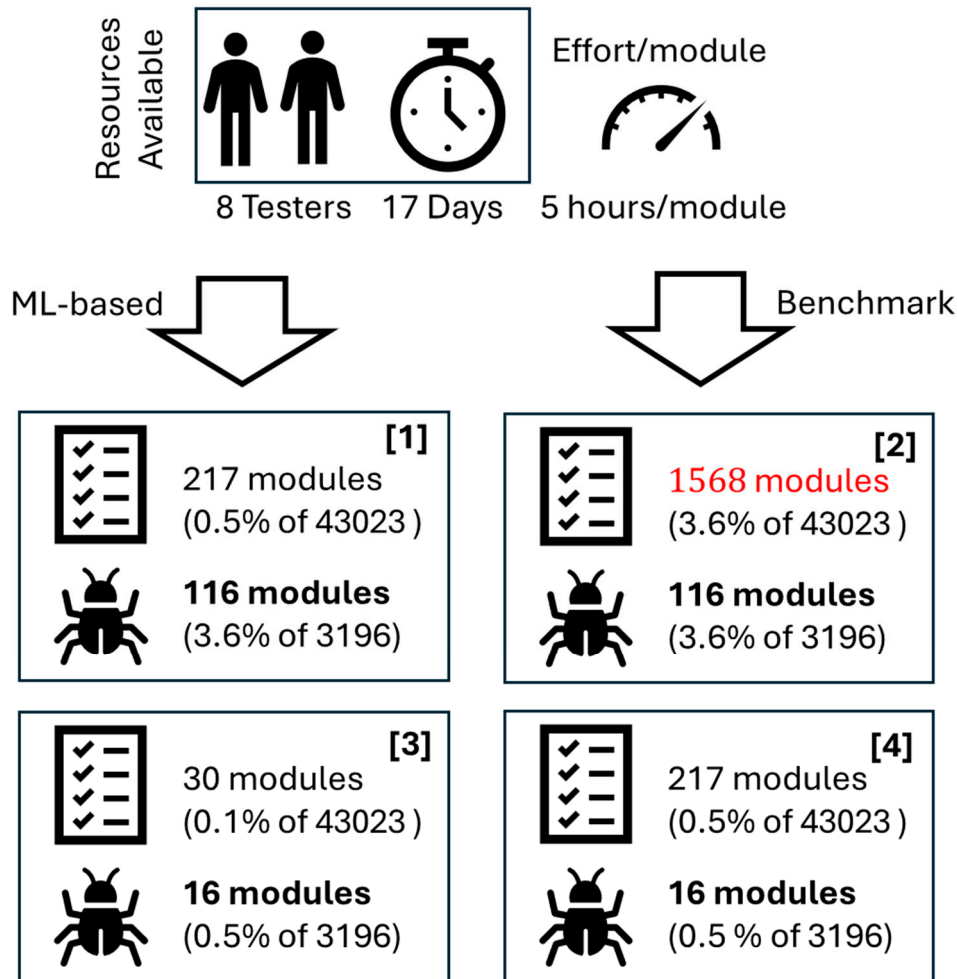 Resources
Available
Effort/module
8 Testers
17 Days
5 hours/module
ML-based
Benchmark
[1]
217 modules
(0.5% of 43023 )
116 modules
(3.6% of 3196)
[2]
1568 modules
(3.6% of 43023 )
116 modules
(3.6% of 3196)
[3]
30 modules
(0.1% of 43023 )
16 modules
(0.5% of 3196)
[4]
217 modules
(0.5% of 43023 )
16 modules
(0.5 % of 3196)